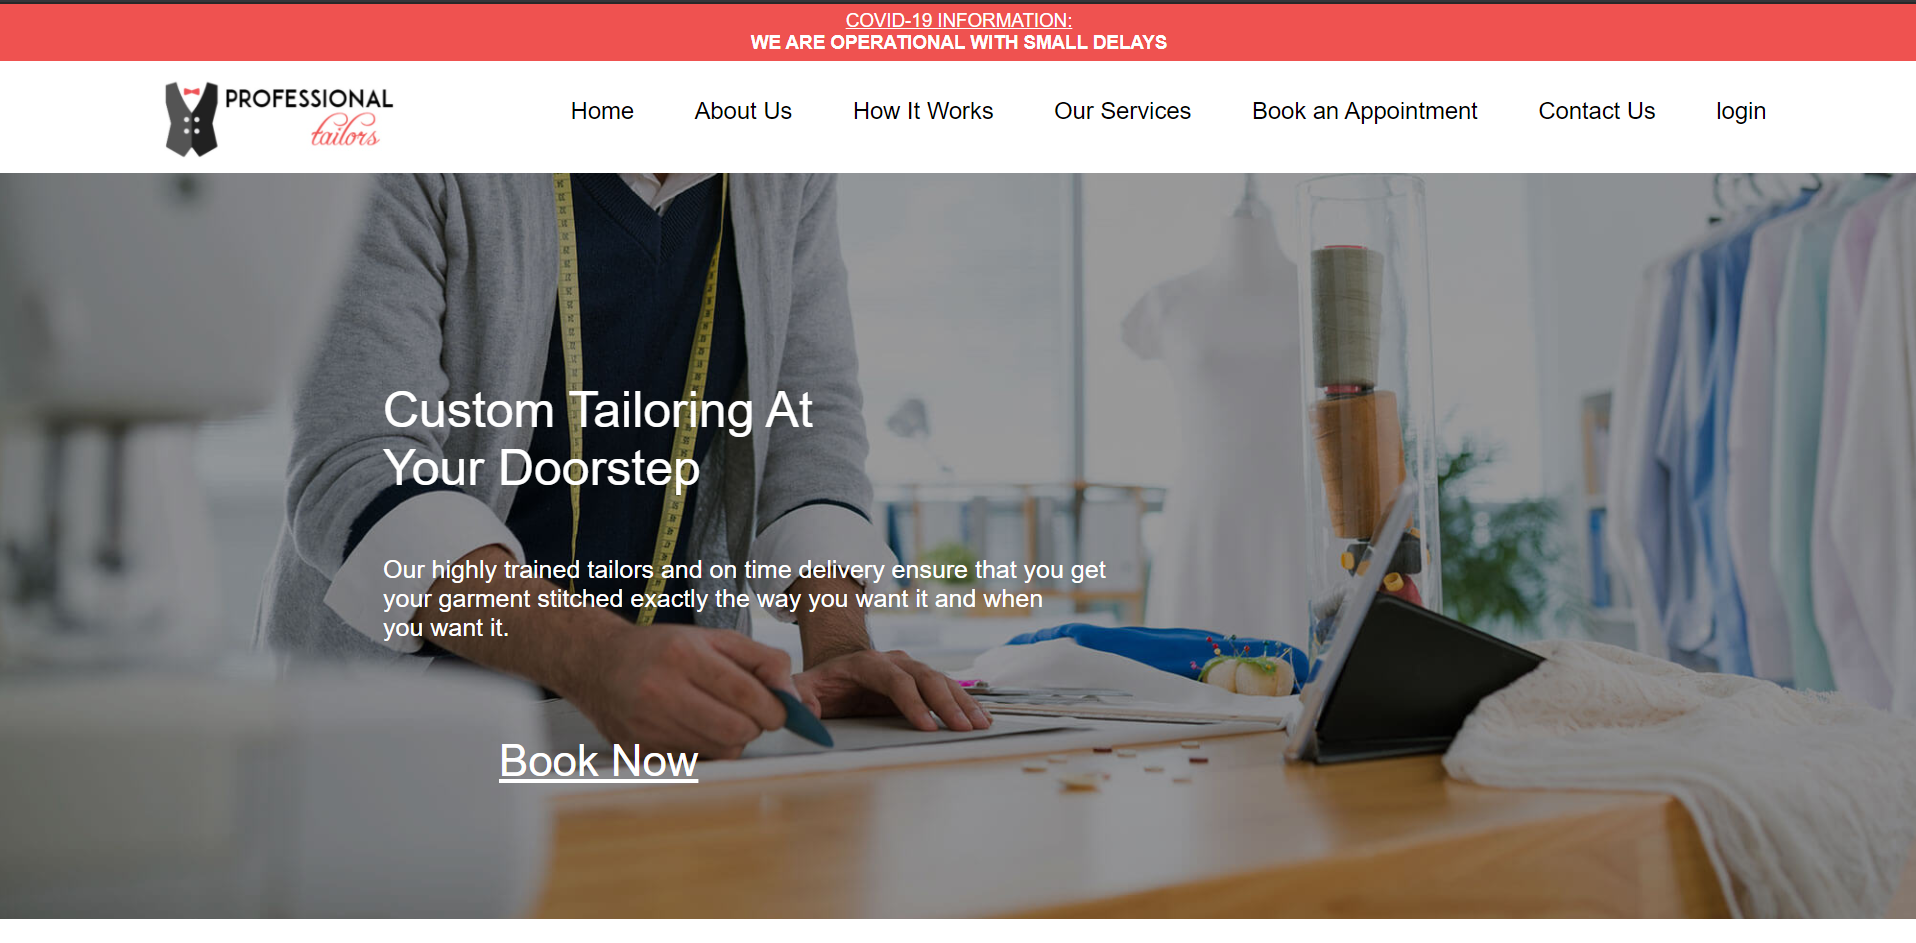 COVID-19 INFORMATION:
WE ARE OPERATIONAL WITH SMALL DELAYS
PROFESSIONAL
tailors
Home About Us How It Works Our Services Book an Appointment Contact Us login
Custom Tailoring At
Your Doorstep
Our highly trained tailors and on time delivery ensure that you get
your garment stitched exactly the way you want it and when
you want it.
Book Now